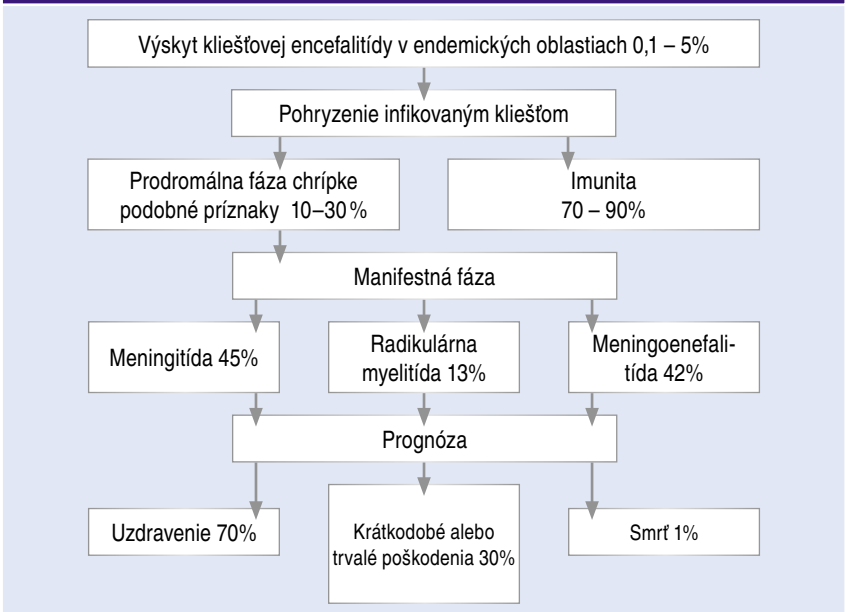 Výskyt kliešťovej encefalitídy v endemických oblastiach 0,1 – 5%
Pohryzenie infikovaným kliešťom
Prodromálna fáza chrípke
podobné príznaky 10–30%
Imunita
70 – 90%
Manifestná fáza
Meningitída 45%
Radikulárna
myelitída 13%
Meningoenefali-
tída 42%
Prognóza
Uzdravenie 70%
Krátkodobé alebo
trvalé poškodenia 30%
Smrť 1%